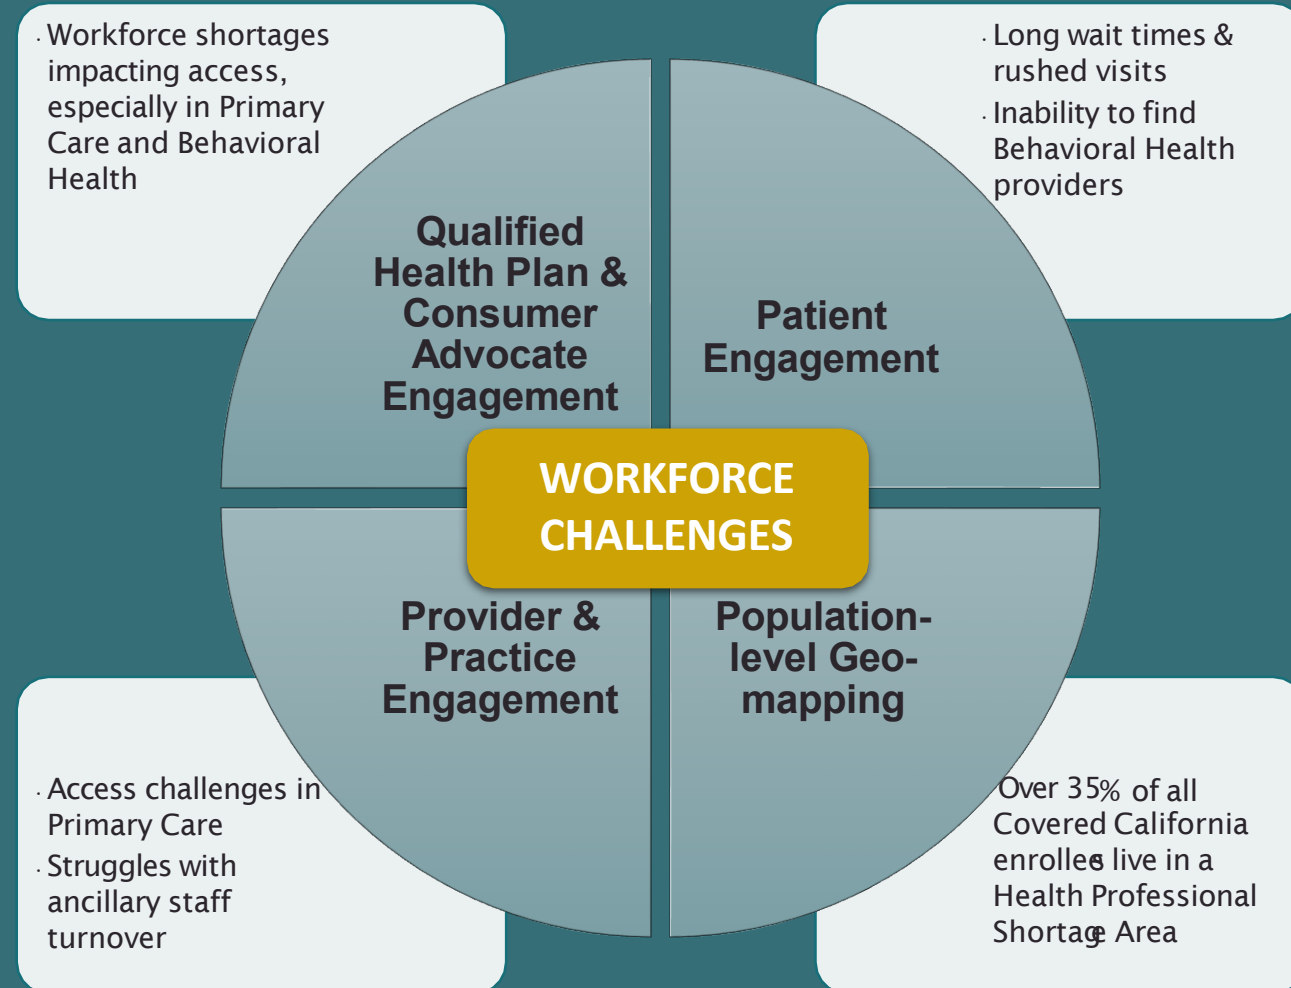 · Workforce shortages
impacting access,
especially in Primary
Care and Behavioral
Health
· Long wait times &
rushed visits
· Inability to find
Behavioral Health
providers
Qualified
Health Plan &
Consumer
Advocate
Engagement
Patient
Engagement
WORKFORCE
CHALLENGES
Provider &
Practice
Engagement
Population-
level Geo-
mapping
· Access challenges in
Primary Care
· Struggles with
ancillary staff
turnover
Over 35% of all
Covered California
enrollees live in a
Health Professional
Shortage Area